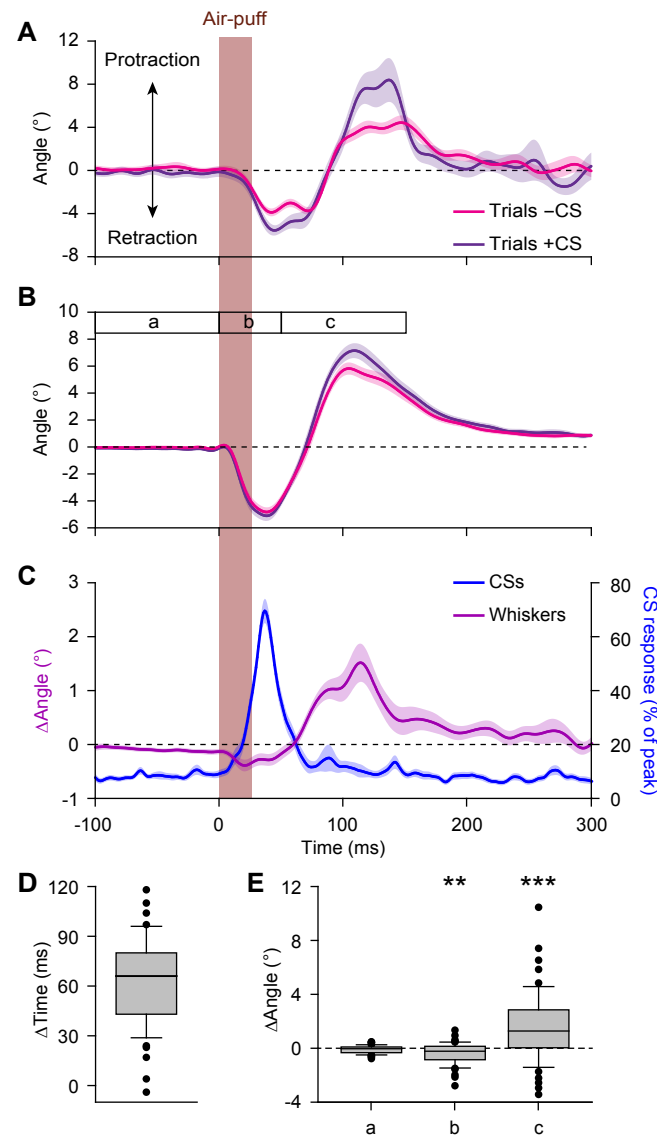 Air-puff
A
12
8
4
0
-4
-8
Angle (°)
Protraction
Retraction
Trials −CS
Trials +CS
B
10
8
6
4
2
0
-2
-4
-6
Angle (°)
a
b
c
C
3
2
1
0
-1
ΔAngle (°)
CSs
Whiskers
80
60
40
20
0
CS response (% of peak)
-100
0
100
200
300
Time (ms)
D
120
90
60
30
0
ΔTime (ms)
E
12
8
4
0
-4
ΔAngle (°)
**
***
a
b
c